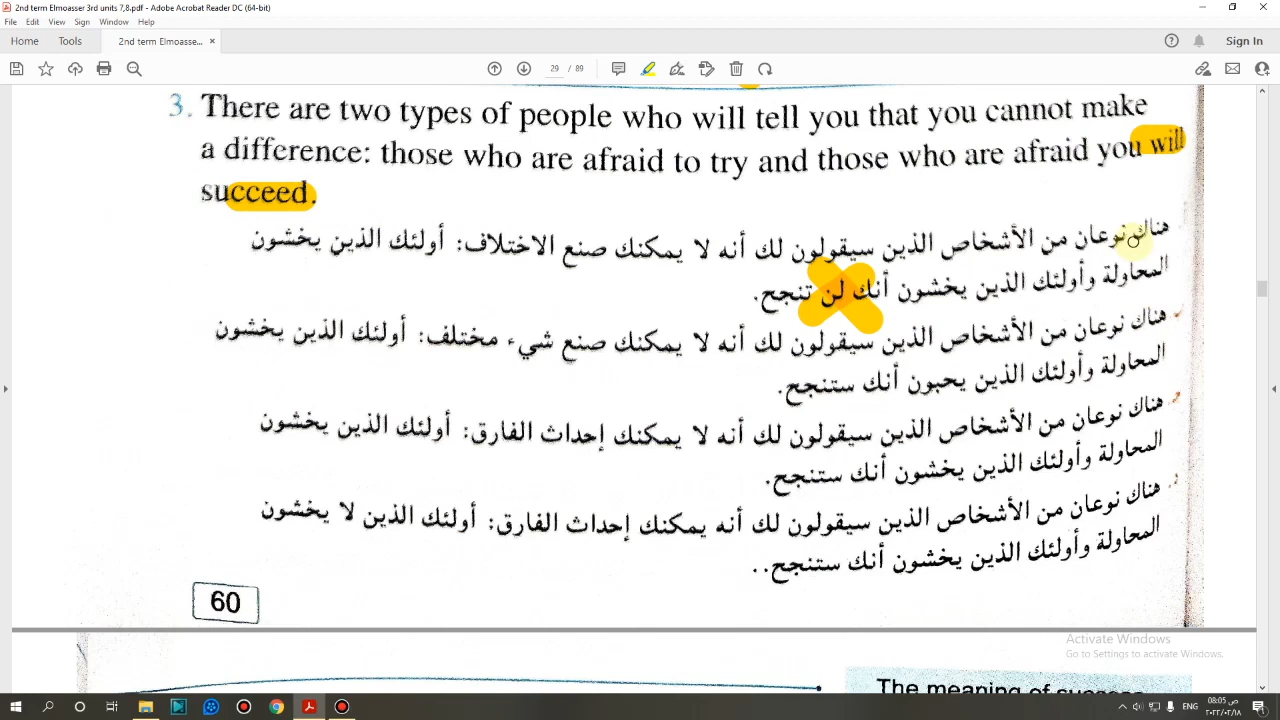 2nd term Elmoasser 3rd units 7,8.pdf - Adobe Acrobat Reader DC (64-bit)
File Edit View Sign Window Help
Home Tools 2nd term Elmoasse... × Sign In
29 / 89
3. There are two types of people who will tell you that you cannot make
a difference: those who are afraid to try and those who are afraid you will
succeed.
هناك نوعان من الأشخاص الذين سيقولون لك أنه لا يمكنك صنع الاختلاف: أولئك الذين يخشون
المحاولة وأولئك الذين يخشون أنك لن تنجح.
هناك نوعان من الأشخاص الذين سيقولون لك أنه لا يمكنك صنع شيء مختلف: أولئك الذين يخشون
المحاولة وأولئك الذين يحبون أنك ستنجح.
هناك نوعان من الأشخاص الذين سيقولون لك أنه لا يمكنك إحداث الفارق: أولئك الذين يخشون
المحاولة وأولئك الذين يخشون أنك ستنجح.
هناك نوعان من الأشخاص الذين سيقولون لك أنه يمكنك إحداث الفارق: أولئك الذين لا يخشون
المحاولة وأولئك الذين يخشون أنك ستنجح..
60
Activate Windows
Go to Settings to activate Windows.
The meaning of success
ENG
08:05 ص
٢٠٢٢/٠٢/١٨